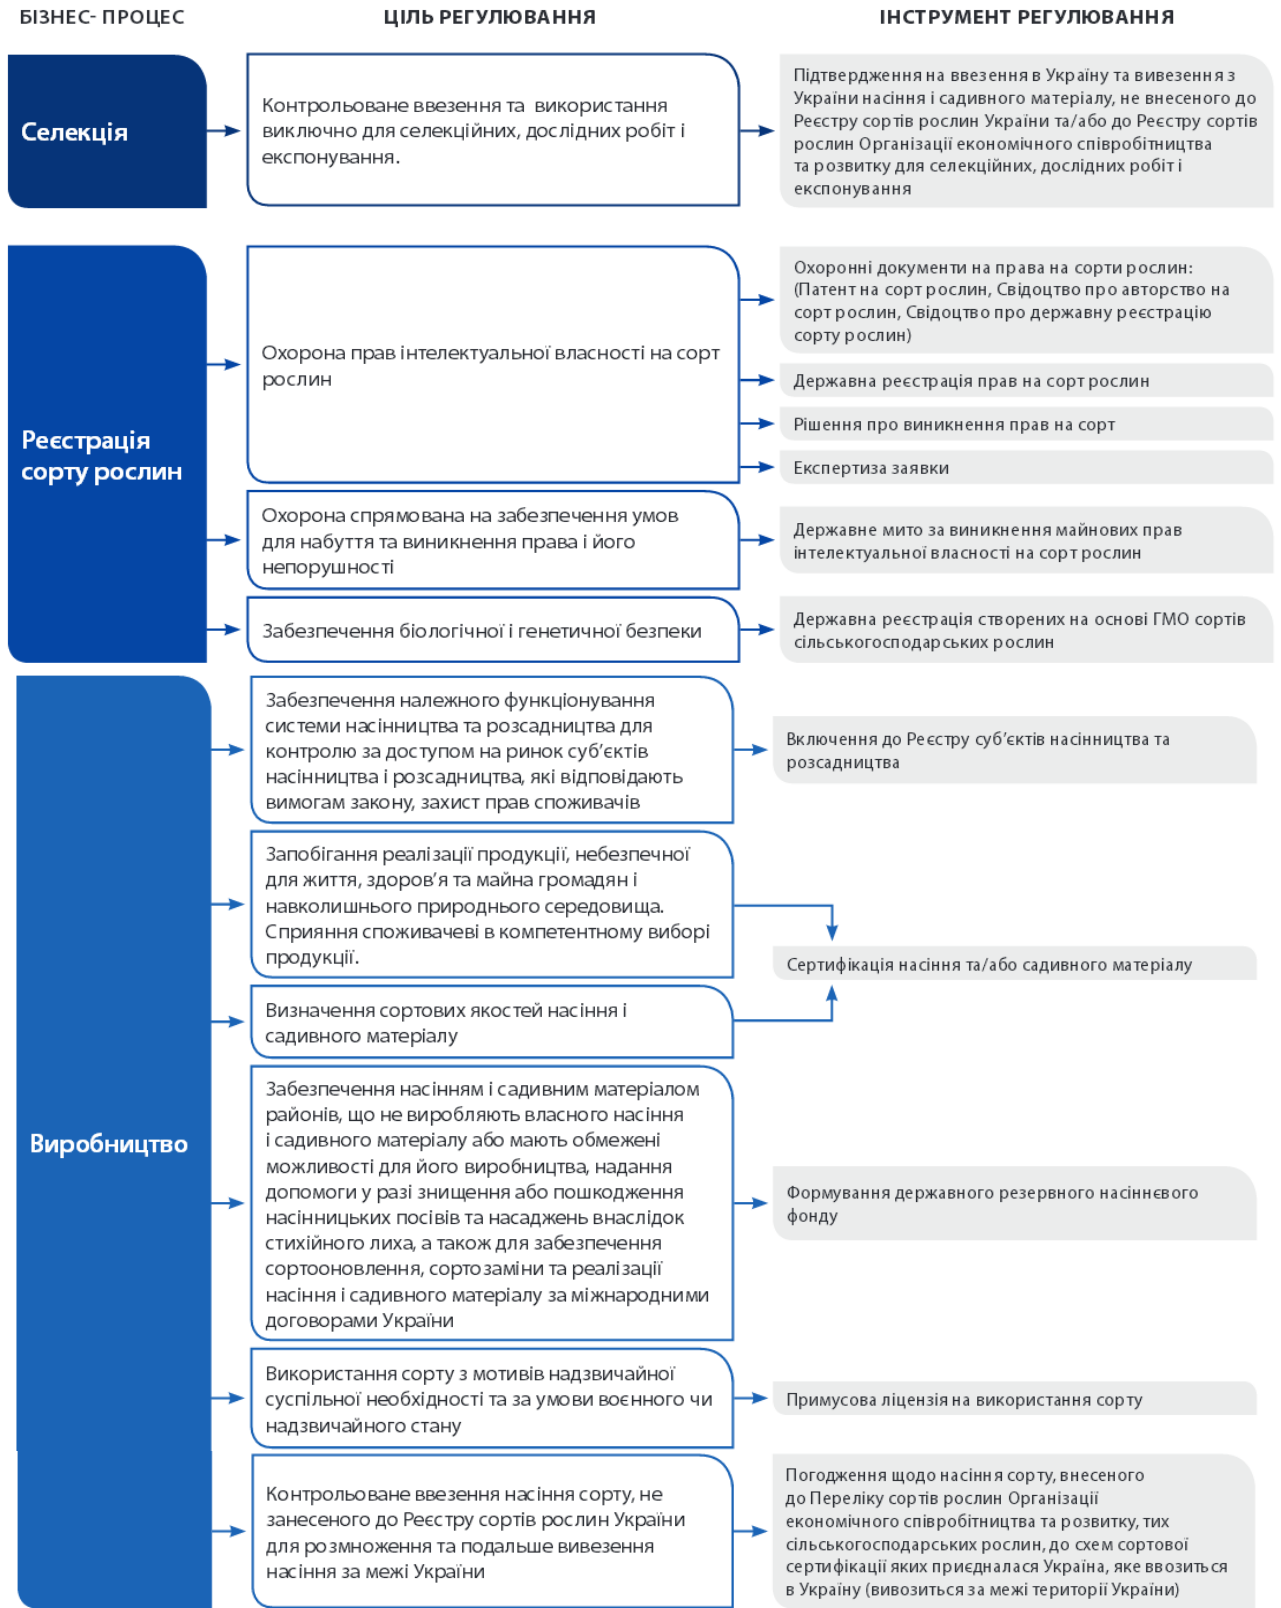 БІЗНЕС- ПРОЦЕС
ЦІЛЬ РЕГУЛЮВАННЯ
ІНСТРУМЕНТ РЕГУЛЮВАННЯ
Селекція
Контрольоване ввезення та використання
виключно для селекційних, дослідних робіт і
експонування.
Підтвердження на ввезення в Україну та вивезення з
України насіння і садивного матеріалу, не внесеного до
Реєстру сортів рослин України та/або до Реєстру сортів
рослин Організації економічного співробітництва
та розвитку для селекційних, дослідних робіт і
експонування
Реєстрація
сорту рослин
Охорона прав інтелектуальної власності на сорт
рослин
Охоронні документи на права на сорти рослин:
(Патент на сорт рослин, Свідоцтво про авторство на
сорт рослин, Свідоцтво про державну реєстрацію
сорту рослин)
Державна реєстрація прав на сорт рослин
Рішення про виникнення прав на сорт
Експертиза заявки
Охорона спрямована на забезпечення умов
для набуття та виникнення права і його
непорушності
Державне мито за виникнення майнових прав
інтелектуальної власності на сорт рослин
Забезпечення біологічної і генетичної безпеки
Державна реєстрація створених на основі ГМО сортів
сільськогосподарських рослин
Виробництво
Забезпечення належного функціонування
системи насінництва та розсадництва для
контролю за доступом на ринок суб’єктів
насінництва і розсадництва, які відповідають
вимогам закону, захист прав споживачів
Включення до Реєстру суб’єктів насінництва та
розсадництва
Запобігання реалізації продукції, небезпечної
для життя, здоров’я та майна громадян і
навколишнього природнього середовища.
Сприяння споживачеві в компетентному виборі
продукції.
Сертифікація насіння та/або садивного матеріалу
Визначення сортових якостей насіння і
садивного матеріалу
Забезпечення насінням і садивним матеріалом
районів, що не виробляють власного насіння
і садивного матеріалу або мають обмежені
можливості для його виробництва, надання
допомоги у разі знищення або пошкодження
насінницьких посівів та насаджень внаслідок
стихійного лиха, а також для забезпечення
сортооновлення, сортозаміни та реалізації
насіння і садивного матеріалу за міжнародними
договорами України
Формування державного резервного насіннєвого
фонду
Використання сорту з мотивів надзвичайної
суспільної необхідності та за умови воєнного чи
надзвичайного стану
Примусова ліцензія на використання сорту
Контрольоване ввезення насіння сорту, не
занесеного до Реєстру сортів рослин України
для розмноження та подальше вивезення
насіння за межі України
Погодження щодо насіння сорту, внесеного
до Переліку сортів рослин Організації
економічного співробітництва та розвитку, тих
сільськогосподарських рослин, до схем сортової
сертифікації яких приєдналася Україна, яке ввозиться
в Україну (вивозиться за межі території України)